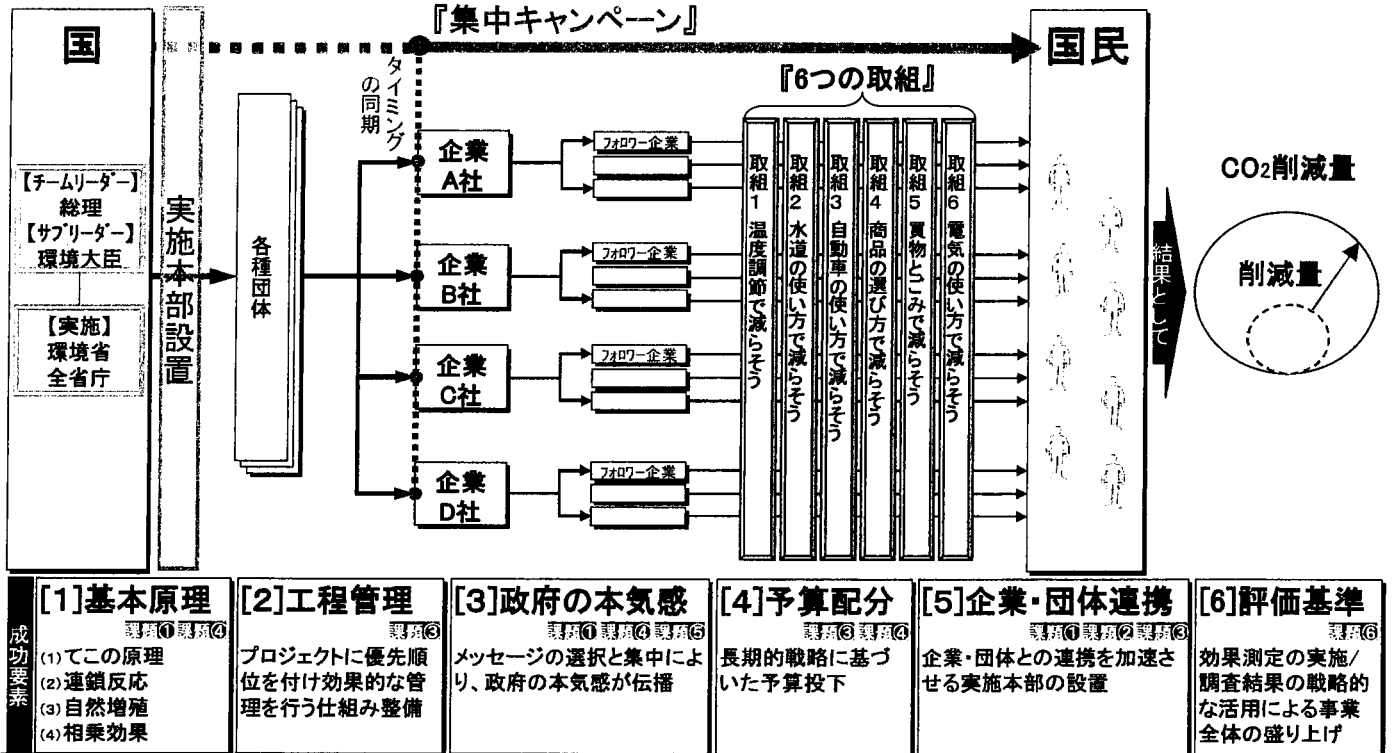 『集中キャンペーン』
国
国民
タイミング
の同期
『6つの取組』
【チームリーダー】
総理
【サブリーダー】
環境大臣
【実施】
環境省
全省庁
実施本部設置
各種団体
企業
A社
企業
B社
企業
C社
企業
D社
フォロワー企業
フォロワー企業
フォロワー企業
フォロワー企業
取組1 温度調節で減らそう
取組2 水道の使い方で減らそう
取組3 自動車の使い方で減らそう
取組4 商品の選び方で減らそう
取組5 買物とごみで減らそう
取組6 電気の使い方で減らそう
結果として
CO2削減量
削減量
成功要素
[1]基本原理
課題① 課題④
(1)てこの原理
(2)連鎖反応
(3)自然増殖
(4)相乗効果
[2]工程管理
課題③
プロジェクトに優先順
位を付け効果的な管
理を行う仕組み整備
[3]政府の本気感
課題① 課題④ 課題⑤
メッセージの選択と集中によ
り、政府の本気感が伝播
[4]予算配分
課題③ 課題④
長期的戦略に基づ
いた予算投下
[5]企業・団体連携
課題① 課題② 課題③
企業・団体との連携を加速さ
せる実施本部の設置
[6]評価基準
課題⑥
効果測定の実施/
調査結果の戦略的
な活用による事業
全体の盛り上げ